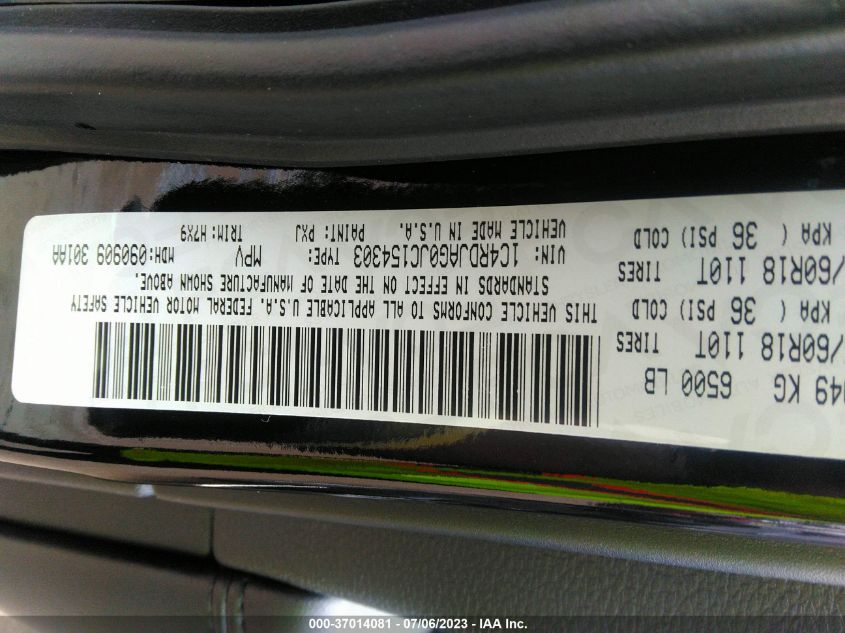 049 KG 6500 LB
/60R18 110T TIRES
KPA ( 36 PSI) COLD
/60R18 110T TIRES
KPA ( 36 PSI) COLD
THIS VEHICLE CONFORMS TO ALL APPLICABLE U.S.A. FEDERAL MOTOR VEHICLE SAFETY
STANDARDS IN EFFECT ON THE DATE OF MANUFACTURE SHOWN ABOVE.
VIN: 1C4RDJAG0JC154303 TYPE: MPV MDH: 090909 301AA
VEHICLE MADE IN U.S.A. PAINT: PXJ TRIM: H7X9
000-37014081 - 07/06/2023 - IAA Inc.